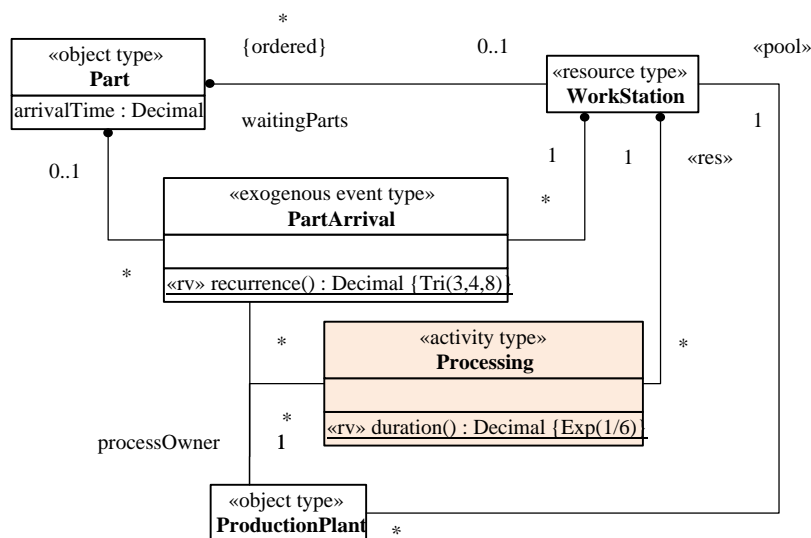 *
{ordered}
0..1
«pool»
«object type»
Part
arrivalTime : Decimal
«resource type»
WorkStation
waitingParts
1
0..1
1
1
«res»
«exogenous event type»
PartArrival
*
«rv» recurrence() : Decimal {Tri(3,4,8)}
*
*
«activity type»
Processing
*
*
«rv» duration() : Decimal {Exp(1/6)}
processOwner
1
«object type»
ProductionPlant
*